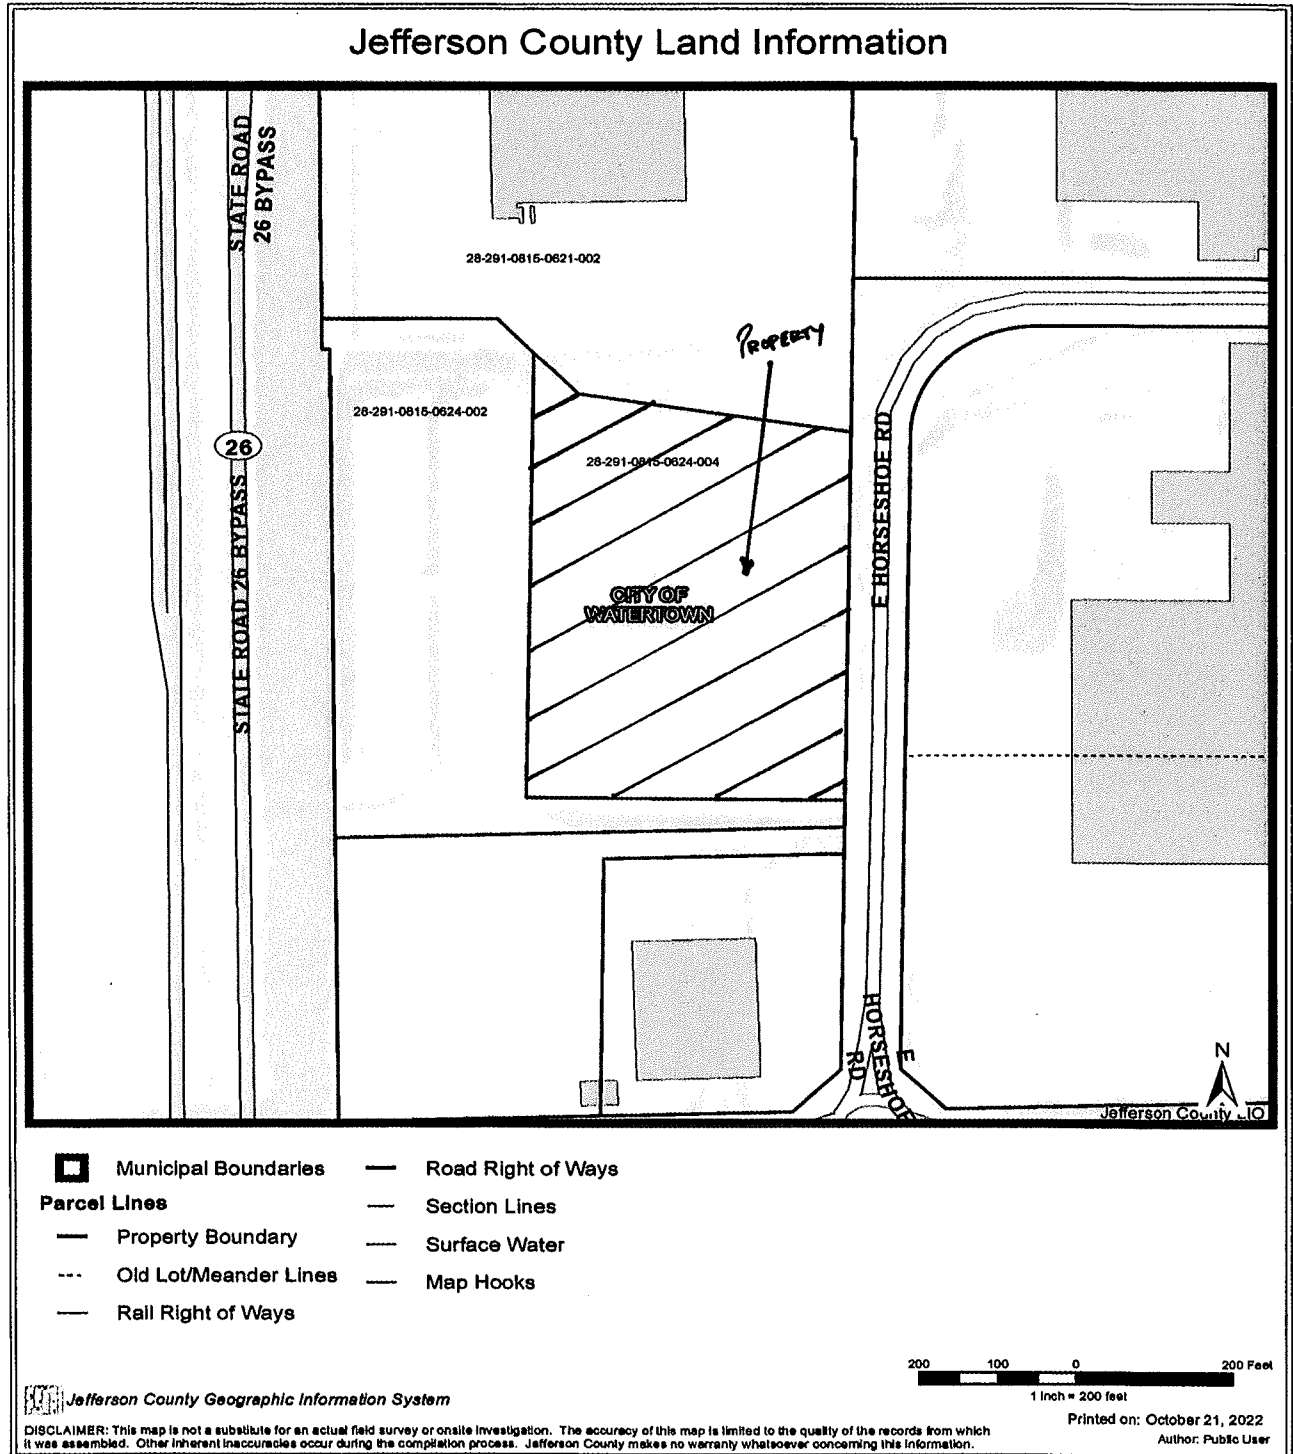 Jefferson County Land Information
STATE ROAD
26 BYPASS
28-291-0815-0621-002
PROPERTY
28-291-0815-0624-002
26
28-291-0815-0624-004
E HORSESHOE RD
STATE ROAD 26 BYPASS
CITY OF
WATERTOWN
E
HORSESHOE
RD
N
Jefferson County LIO
Municipal Boundaries
Road Right of Ways
Parcel Lines
Section Lines
Property Boundary
Surface Water
Old Lot/Meander Lines
Map Hooks
Rail Right of Ways
200 100 0 200 Feet
1 inch = 200 feet
Jefferson County Geographic Information System
Printed on: October 21, 2022
DISCLAIMER: This map is not a substitute for an actual field survey or onsite investigation. The accuracy of this map is limited to the quality of the records from which
it was assembled. Other inherent inaccuracies occur during the compilation process. Jefferson County makes no warranty whatsoever concerning this information.
Author: Public User